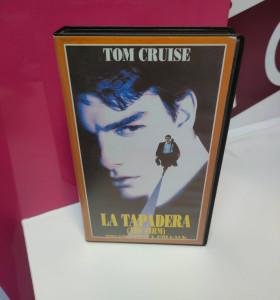 TOM CRUISE
LA TAPADERA
(THE FIRM)